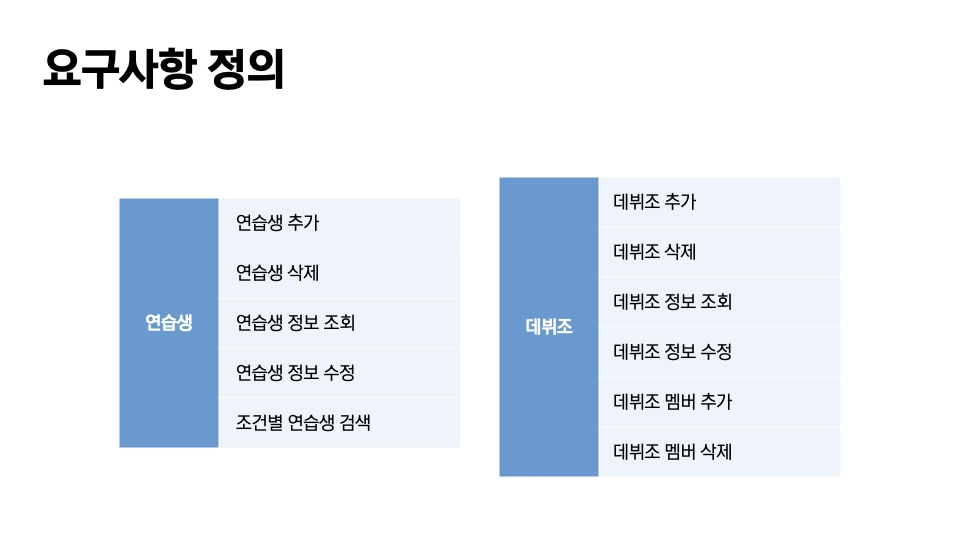 요구사항 정의
연습생
연습생 추가
연습생 삭제
연습생 정보 조회
연습생 정보 수정
조건별 연습생 검색
데뷔조
데뷔조 추가
데뷔조 삭제
데뷔조 정보 조회
데뷔조 정보 수정
데뷔조 멤버 추가
데뷔조 멤버 삭제